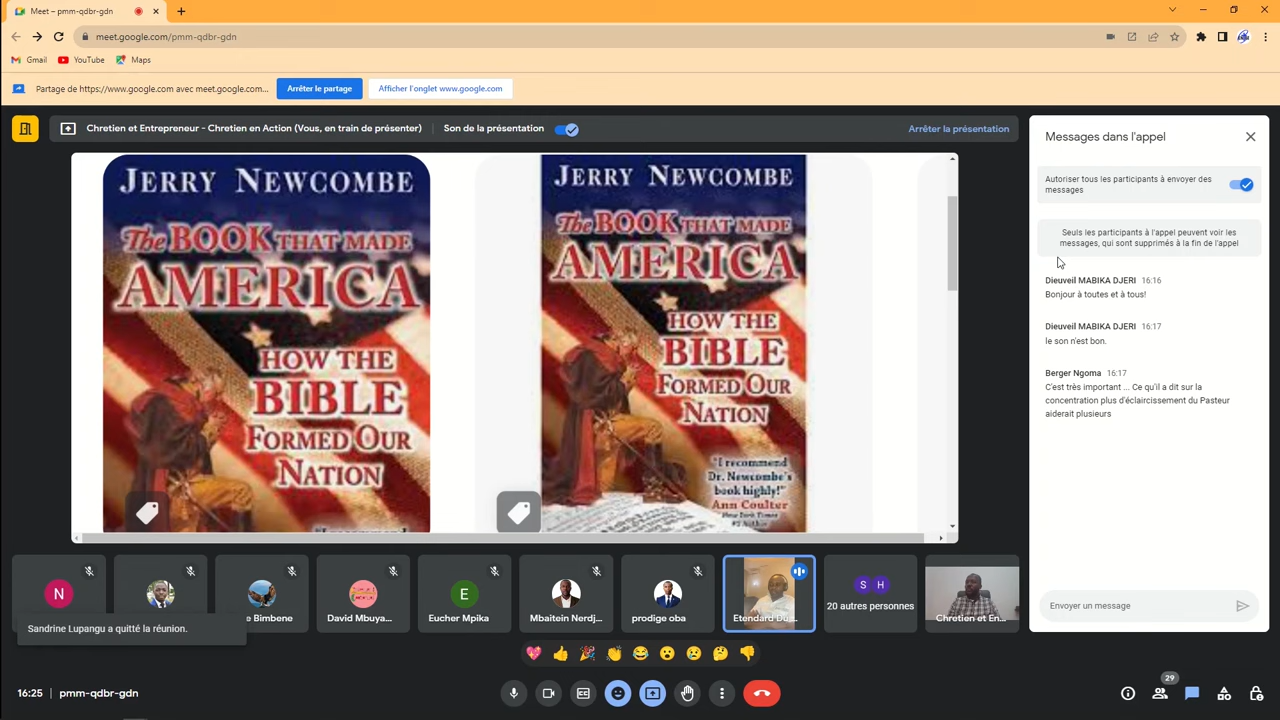 Meet – pmm-qdbr-gdn
meet.google.com/pmm-qdbr-gdn
Gmail YouTube Maps
Partage de https://www.google.com avec meet.google.com... Arrêter le partage Afficher l'onglet www.google.com
Chretien et Entrepreneur - Chretien en Action (Vous, en train de présenter) Son de la présentation Arrêter la présentation
JERRY NEWCOMBE
The BOOK THAT MADE
AMERICA
HOW THE
BIBLE
FORMED OUR
NATION
JERRY NEWCOMBE
The BOOK THAT MADE
AMERICA
HOW THE
BIBLE
FORMED OUR
NATION
"I recommend
Dr. Newcombe's
book highly!"
Ann Coulter
New York Times
#1 Author
Messages dans l'appel
Autoriser tous les participants à envoyer des
messages
Seuls les participants à l'appel peuvent voir les
messages, qui sont supprimés à la fin de l'appel
Dieuveil MABIKA DJERI 16:16
Bonjour à toutes et à tous!
Dieuveil MABIKA DJERI 16:17
le son n'est bon.
Berger Ngoma 16:17
C'est très important ... Ce qu'il a dit sur la
concentration plus d'éclaircissement du Pasteur
aiderait plusieurs
Envoyer un message
N
E
S H
e Bimbene
David Mbuya...
Eucher Mpika
Mbaitein Nerdj...
prodige oba
20 autres personnes
Chretien et En...
Sandrine Lupangu a quitté la réunion.
16:25 pmm-qdbr-gdn
29